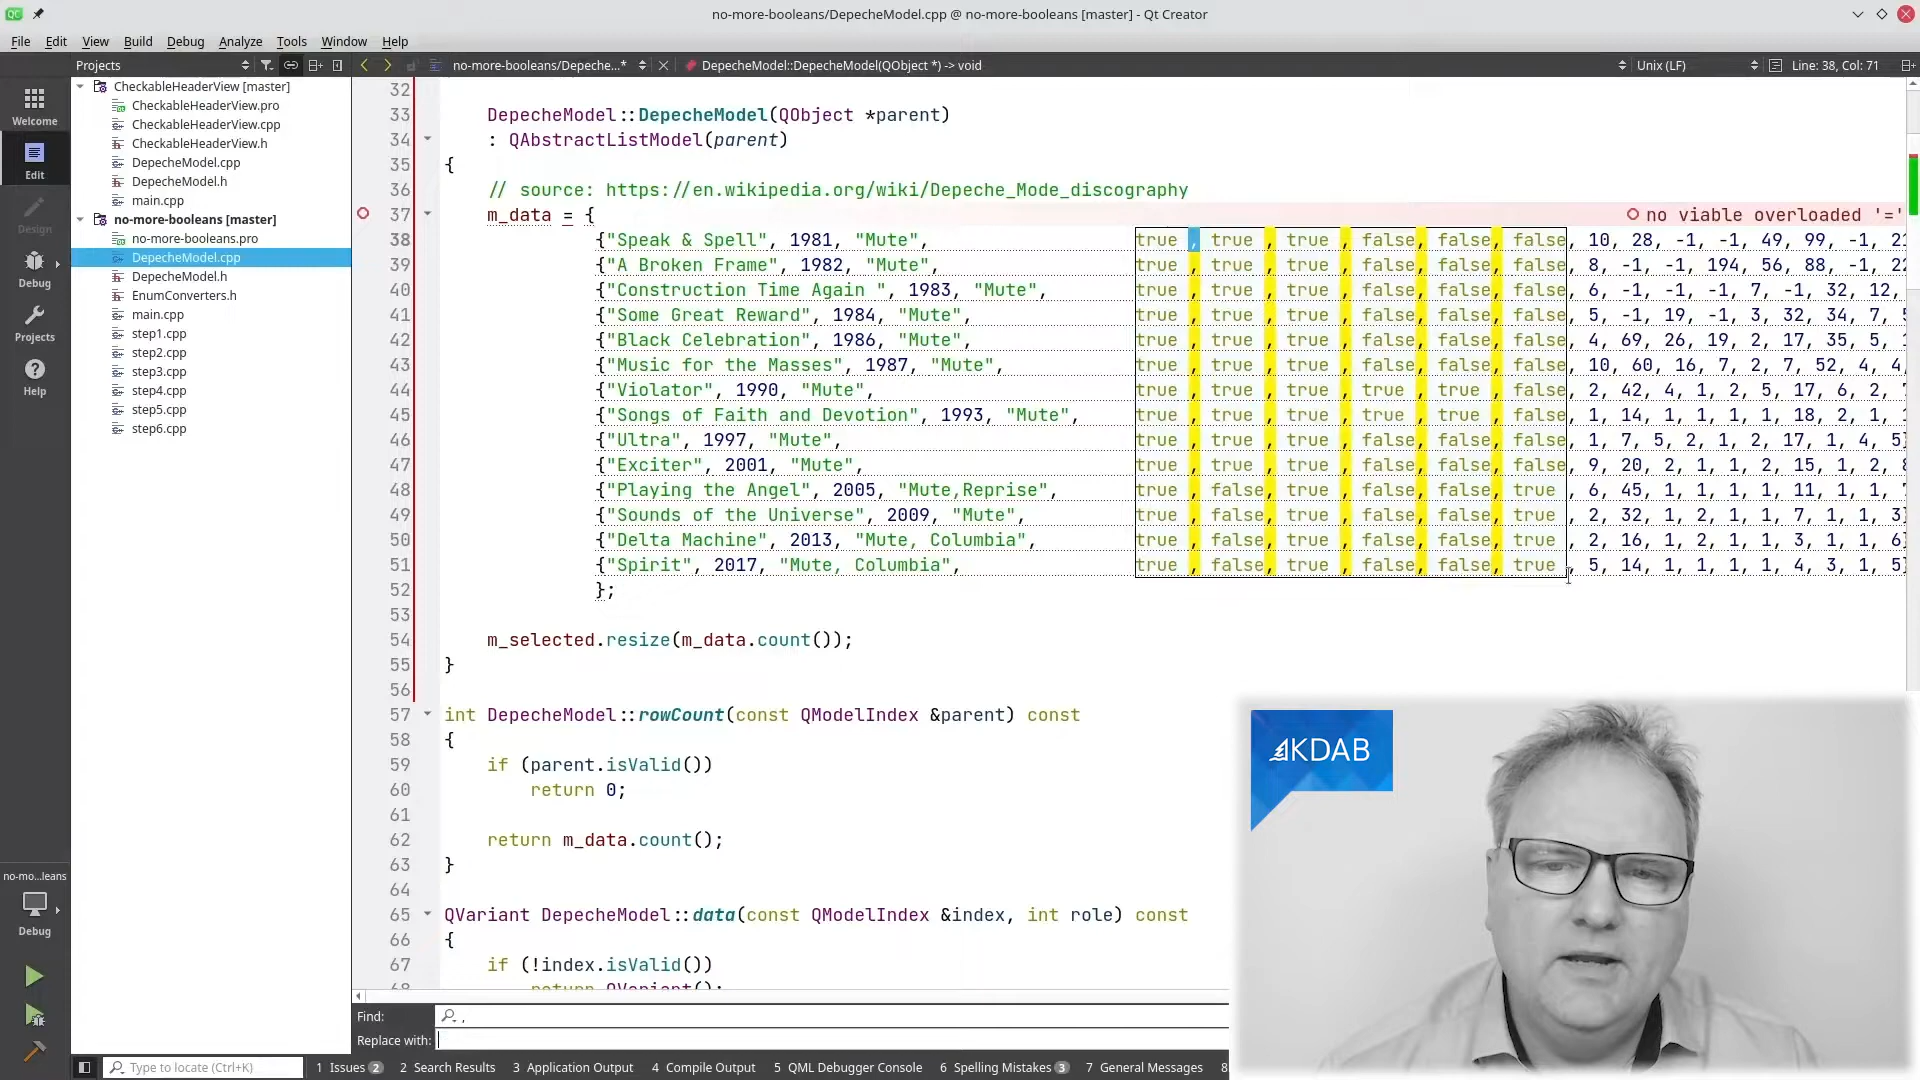 no-more-booleans/DepecheModel.cpp @ no-more-booleans [master] - Qt Creator
File Edit View Build Debug Analyze Tools Window Help
Projects
no-more-booleans/Depeche...*
DepecheModel::DepecheModel(QObject *) -> void
Unix (LF)
Line: 38, Col: 71
Welcome
Edit
Design
Debug
Projects
Help
no-mo...leans
Debug
CheckableHeaderView [master]
CheckableHeaderView.pro
CheckableHeaderView.cpp
CheckableHeaderView.h
DepecheModel.cpp
DepecheModel.h
main.cpp
no-more-booleans [master]
no-more-booleans.pro
DepecheModel.cpp
DepecheModel.h
EnumConverters.h
main.cpp
step1.cpp
step2.cpp
step3.cpp
step4.cpp
step5.cpp
step6.cpp
32
33 DepecheModel::DepecheModel(QObject *parent)
34 : QAbstractListModel(parent)
35 {
36 // source: https://en.wikipedia.org/wiki/Depeche_Mode_discography
37 m_data = { no viable overloaded '='
38 {"Speak & Spell", 1981, "Mute", true , true , true , false, false, false, 10, 28, -1, -1, 49, 99, -1,
39 {"A Broken Frame", 1982, "Mute", true , true , true , false, false, false, 8, -1, -1, 194, 56, 88, -1,
40 {"Construction Time Again ", 1983, "Mute", true , true , true , false, false, false, 6, -1, -1, -1, 7, -1, 32, 12,
41 {"Some Great Reward", 1984, "Mute", true , true , true , false, false, false, 5, -1, 19, -1, 3, 32, 34, 7,
42 {"Black Celebration", 1986, "Mute", true , true , true , false, false, false, 4, 69, 26, 19, 2, 17, 35, 5,
43 {"Music for the Masses", 1987, "Mute", true , true , true , false, false, false, 10, 60, 16, 7, 2, 7, 52, 4, 4
44 {"Violator", 1990, "Mute", true , true , true , true , true , false, 2, 42, 4, 1, 2, 5, 17, 6, 2,
45 {"Songs of Faith and Devotion", 1993, "Mute", true , true , true , true , true , false, 1, 14, 1, 1, 1, 1, 18, 2, 1,
46 {"Ultra", 1997, "Mute", true , true , true , false, false, false, 1, 7, 5, 2, 1, 2, 17, 1, 4, 5}
47 {"Exciter", 2001, "Mute", true , true , true , false, false, false, 9, 20, 2, 1, 1, 2, 15, 1, 2,
48 {"Playing the Angel", 2005, "Mute,Reprise", true , false, true , false, false, true , 6, 45, 1, 1, 1, 1, 11, 1, 1,
49 {"Sounds of the Universe", 2009, "Mute", true , false, true , false, false, true , 2, 32, 1, 2, 1, 1, 7, 1, 1, 3}
50 {"Delta Machine", 2013, "Mute, Columbia", true , false, true , false, false, true , 2, 16, 1, 2, 1, 1, 3, 1, 1, 6}
51 {"Spirit", 2017, "Mute, Columbia", true , false, true , false, false, true , 5, 14, 1, 1, 1, 1, 4, 3, 1, 5}
52 };
53
54 m_selected.resize(m_data.count());
55 }
56
57 int DepecheModel::rowCount(const QModelIndex &parent) const
58 {
59 if (parent.isValid())
60 return 0;
61
62 return m_data.count();
63 }
64
65 QVariant DepecheModel::data(const QModelIndex &index, int role) const
66 {
67 if (!index.isValid())
68 return QVariant();
KDAB
Find: ,
Replace with:
Type to locate (Ctrl+K)
1 Issues 2
2 Search Results
3 Application Output
4 Compile Output
5 QML Debugger Console
6 Spelling Mistakes 3
7 General Messages
8